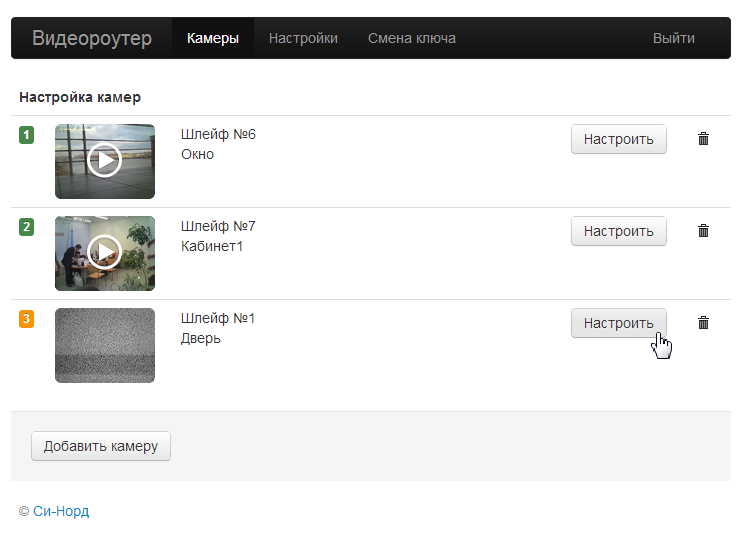 Видеороутер Камеры Настройки Смена ключа Выйти
Настройка камер
1 Шлейф №6 Настроить
Окно
2 Шлейф №7 Настроить
Кабинет1
3 Шлейф №1 Настроить
Дверь
Добавить камеру
© Си-Норд